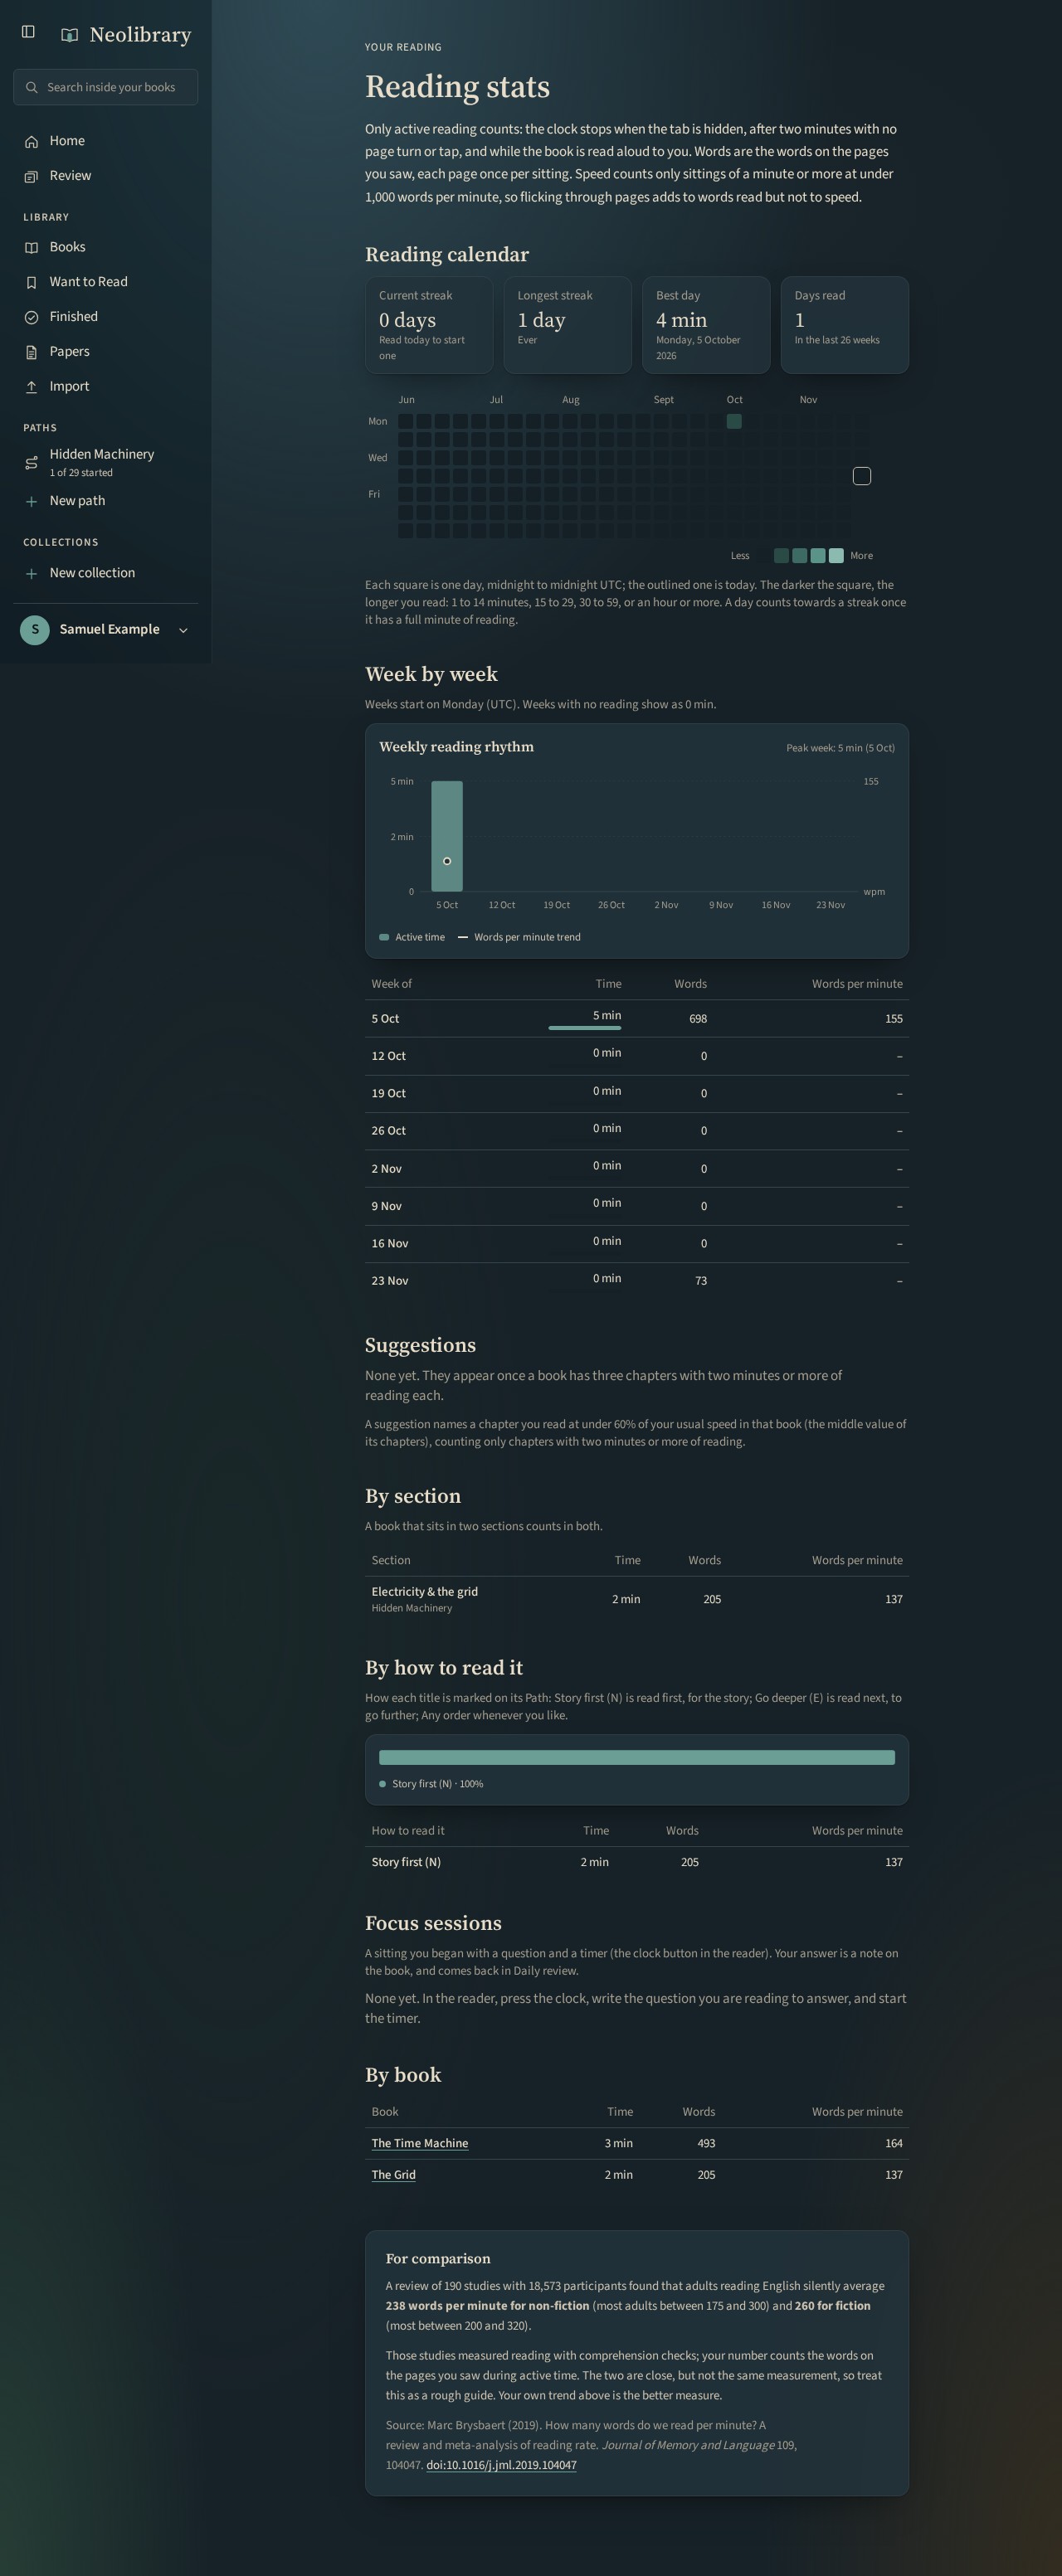 Neolibrary
Search inside your books
Home
Review
LIBRARY
Books
Want to Read
Finished
Papers
Import
PATHS
Hidden Machinery
1 of 29 started
New path
COLLECTIONS
New collection
S
Samuel Example
YOUR READING
Reading stats
Only active reading counts: the clock stops when the tab is hidden, after two minutes with no
page turn or tap, and while the book is read aloud to you. Words are the words on the pages
you saw, each page once per sitting. Speed counts only sittings of a minute or more at under
1,000 words per minute, so flicking through pages adds to words read but not to speed.
Reading calendar
Current streak
0 days
Read today to start
one
Longest streak
1 day
Ever
Best day
4 min
Monday, 5 October
2026
Days read
1
In the last 26 weeks
Jun Jul Aug Sept Oct Nov
Mon
Wed
Fri
Less More
Each square is one day, midnight to midnight UTC; the outlined one is today. The darker the square, the
longer you read: 1 to 14 minutes, 15 to 29, 30 to 59, or an hour or more. A day counts towards a streak once
it has a full minute of reading.
Week by week
Weeks start on Monday (UTC). Weeks with no reading show as 0 min.
Weekly reading rhythm Peak week: 5 min (5 Oct)
5 min 155
2 min
0 wpm
5 Oct 12 Oct 19 Oct 26 Oct 2 Nov 9 Nov 16 Nov 23 Nov
Active time Words per minute trend
Week of Time Words Words per minute
5 Oct 5 min 698 155
12 Oct 0 min 0 –
19 Oct 0 min 0 –
26 Oct 0 min 0 –
2 Nov 0 min 0 –
9 Nov 0 min 0 –
16 Nov 0 min 0 –
23 Nov 0 min 73 –
Suggestions
None yet. They appear once a book has three chapters with two minutes or more of
reading each.
A suggestion names a chapter you read at under 60% of your usual speed in that book (the middle value of
its chapters), counting only chapters with two minutes or more of reading.
By section
A book that sits in two sections counts in both.
Section Time Words Words per minute
Electricity & the grid 2 min 205 137
Hidden Machinery
By how to read it
How each title is marked on its Path: Story first (N) is read first, for the story; Go deeper (E) is read next, to
go further; Any order whenever you like.
Story first (N) · 100%
How to read it Time Words Words per minute
Story first (N) 2 min 205 137
Focus sessions
A sitting you began with a question and a timer (the clock button in the reader). Your answer is a note on
the book, and comes back in Daily review.
None yet. In the reader, press the clock, write the question you are reading to answer, and start
the timer.
By book
Book Time Words Words per minute
The Time Machine 3 min 493 164
The Grid 2 min 205 137
For comparison
A review of 190 studies with 18,573 participants found that adults reading English silently average
238 words per minute for non-fiction (most adults between 175 and 300) and 260 for fiction
(most between 200 and 320).
Those studies measured reading with comprehension checks; your number counts the words on
the pages you saw during active time. The two are close, but not the same measurement, so treat
this as a rough guide. Your own trend above is the better measure.
Source: Marc Brysbaert (2019). How many words do we read per minute? A
review and meta-analysis of reading rate. Journal of Memory and Language 109,
104047. doi:10.1016/j.jml.2019.104047